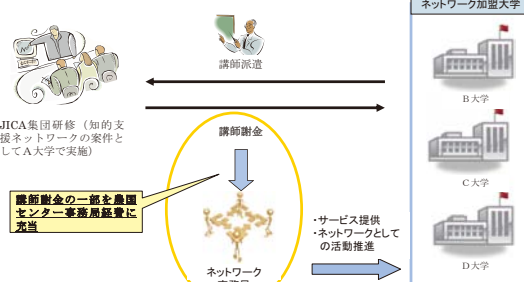 ネットワーク加盟大学
講師派遣
B大学
JICA集団研修（知的支
援ネットワークの案件と
してA大学で実施）
講師謝金
C大学
講師謝金の一部を農国
センター事務局経費に
充当
・サービス提供
・ネットワークとして
の活動推進
D大学
ネットワーク